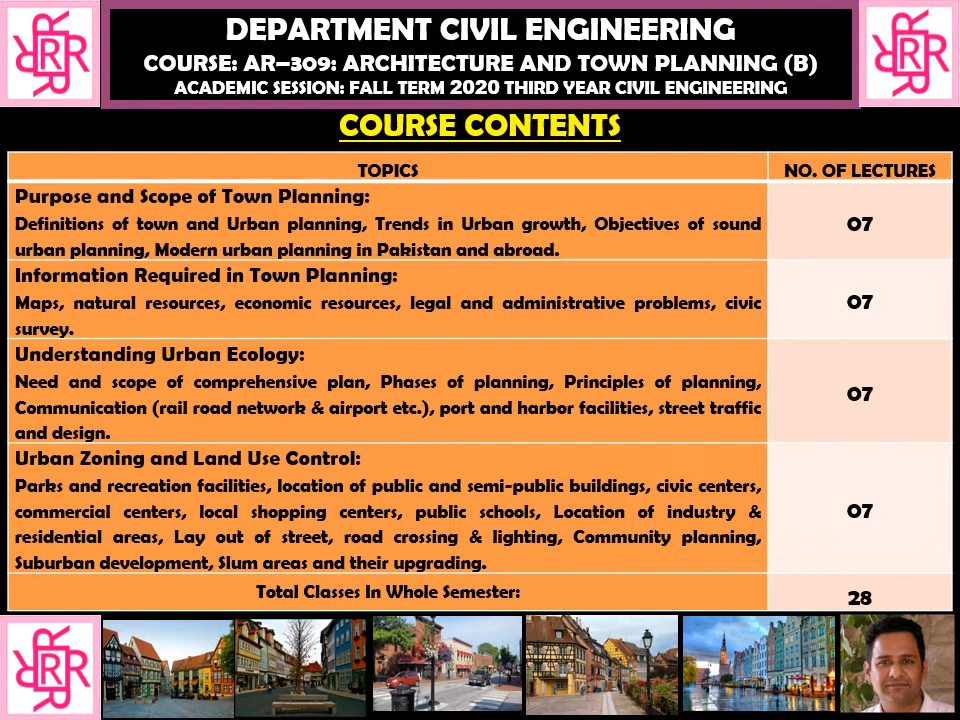 DEPARTMENT CIVIL ENGINEERING
COURSE: AR–309: ARCHITECTURE AND TOWN PLANNING (B)
ACADEMIC SESSION: FALL TERM 2020 THIRD YEAR CIVIL ENGINEERING
COURSE CONTENTS
TOPICS NO. OF LECTURES
Purpose and Scope of Town Planning:
Definitions of town and Urban planning, Trends in Urban growth, Objectives of sound
urban planning, Modern urban planning in Pakistan and abroad.
07
Information Required in Town Planning:
Maps, natural resources, economic resources, legal and administrative problems, civic
survey.
07
Understanding Urban Ecology:
Need and scope of comprehensive plan, Phases of planning, Principles of planning,
Communication (rail road network & airport etc.), port and harbor facilities, street traffic
and design.
07
Urban Zoning and Land Use Control:
Parks and recreation facilities, location of public and semi-public buildings, civic centers,
commercial centers, local shopping centers, public schools, Location of industry &
residential areas, Lay out of street, road crossing & lighting, Community planning,
Suburban development, Slum areas and their upgrading.
07
Total Classes In Whole Semester: 28